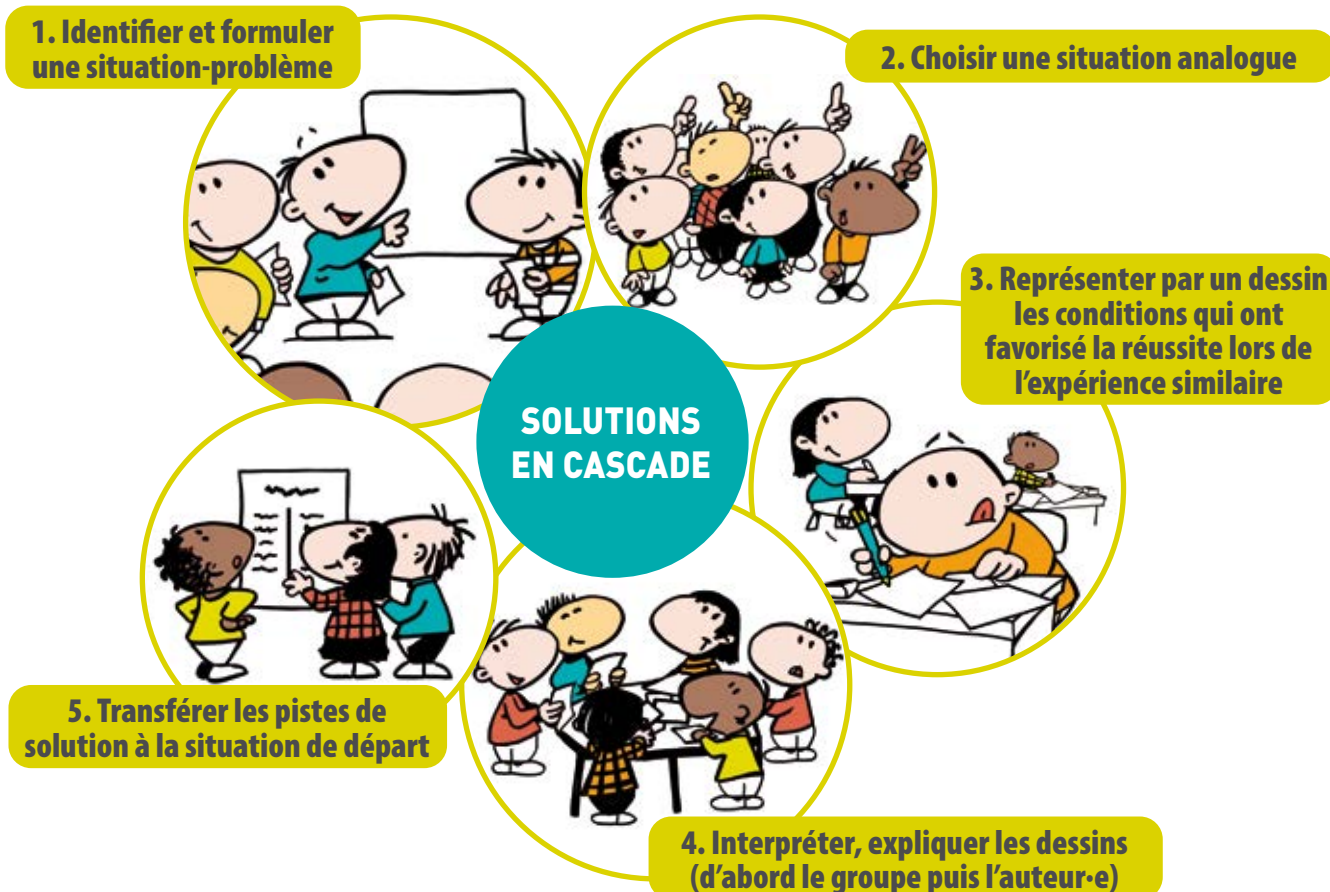 1. Identifier et formuler
une situation-problème
2. Choisir une situation analogue
3. Représenter par un dessin
les conditions qui ont
favorisé la réussite lors de
l'expérience similaire
SOLUTIONS
EN CASCADE
5. Transférer les pistes de
solution à la situation de départ
4. Interpréter, expliquer les dessins
(d'abord le groupe puis l'auteur·e)